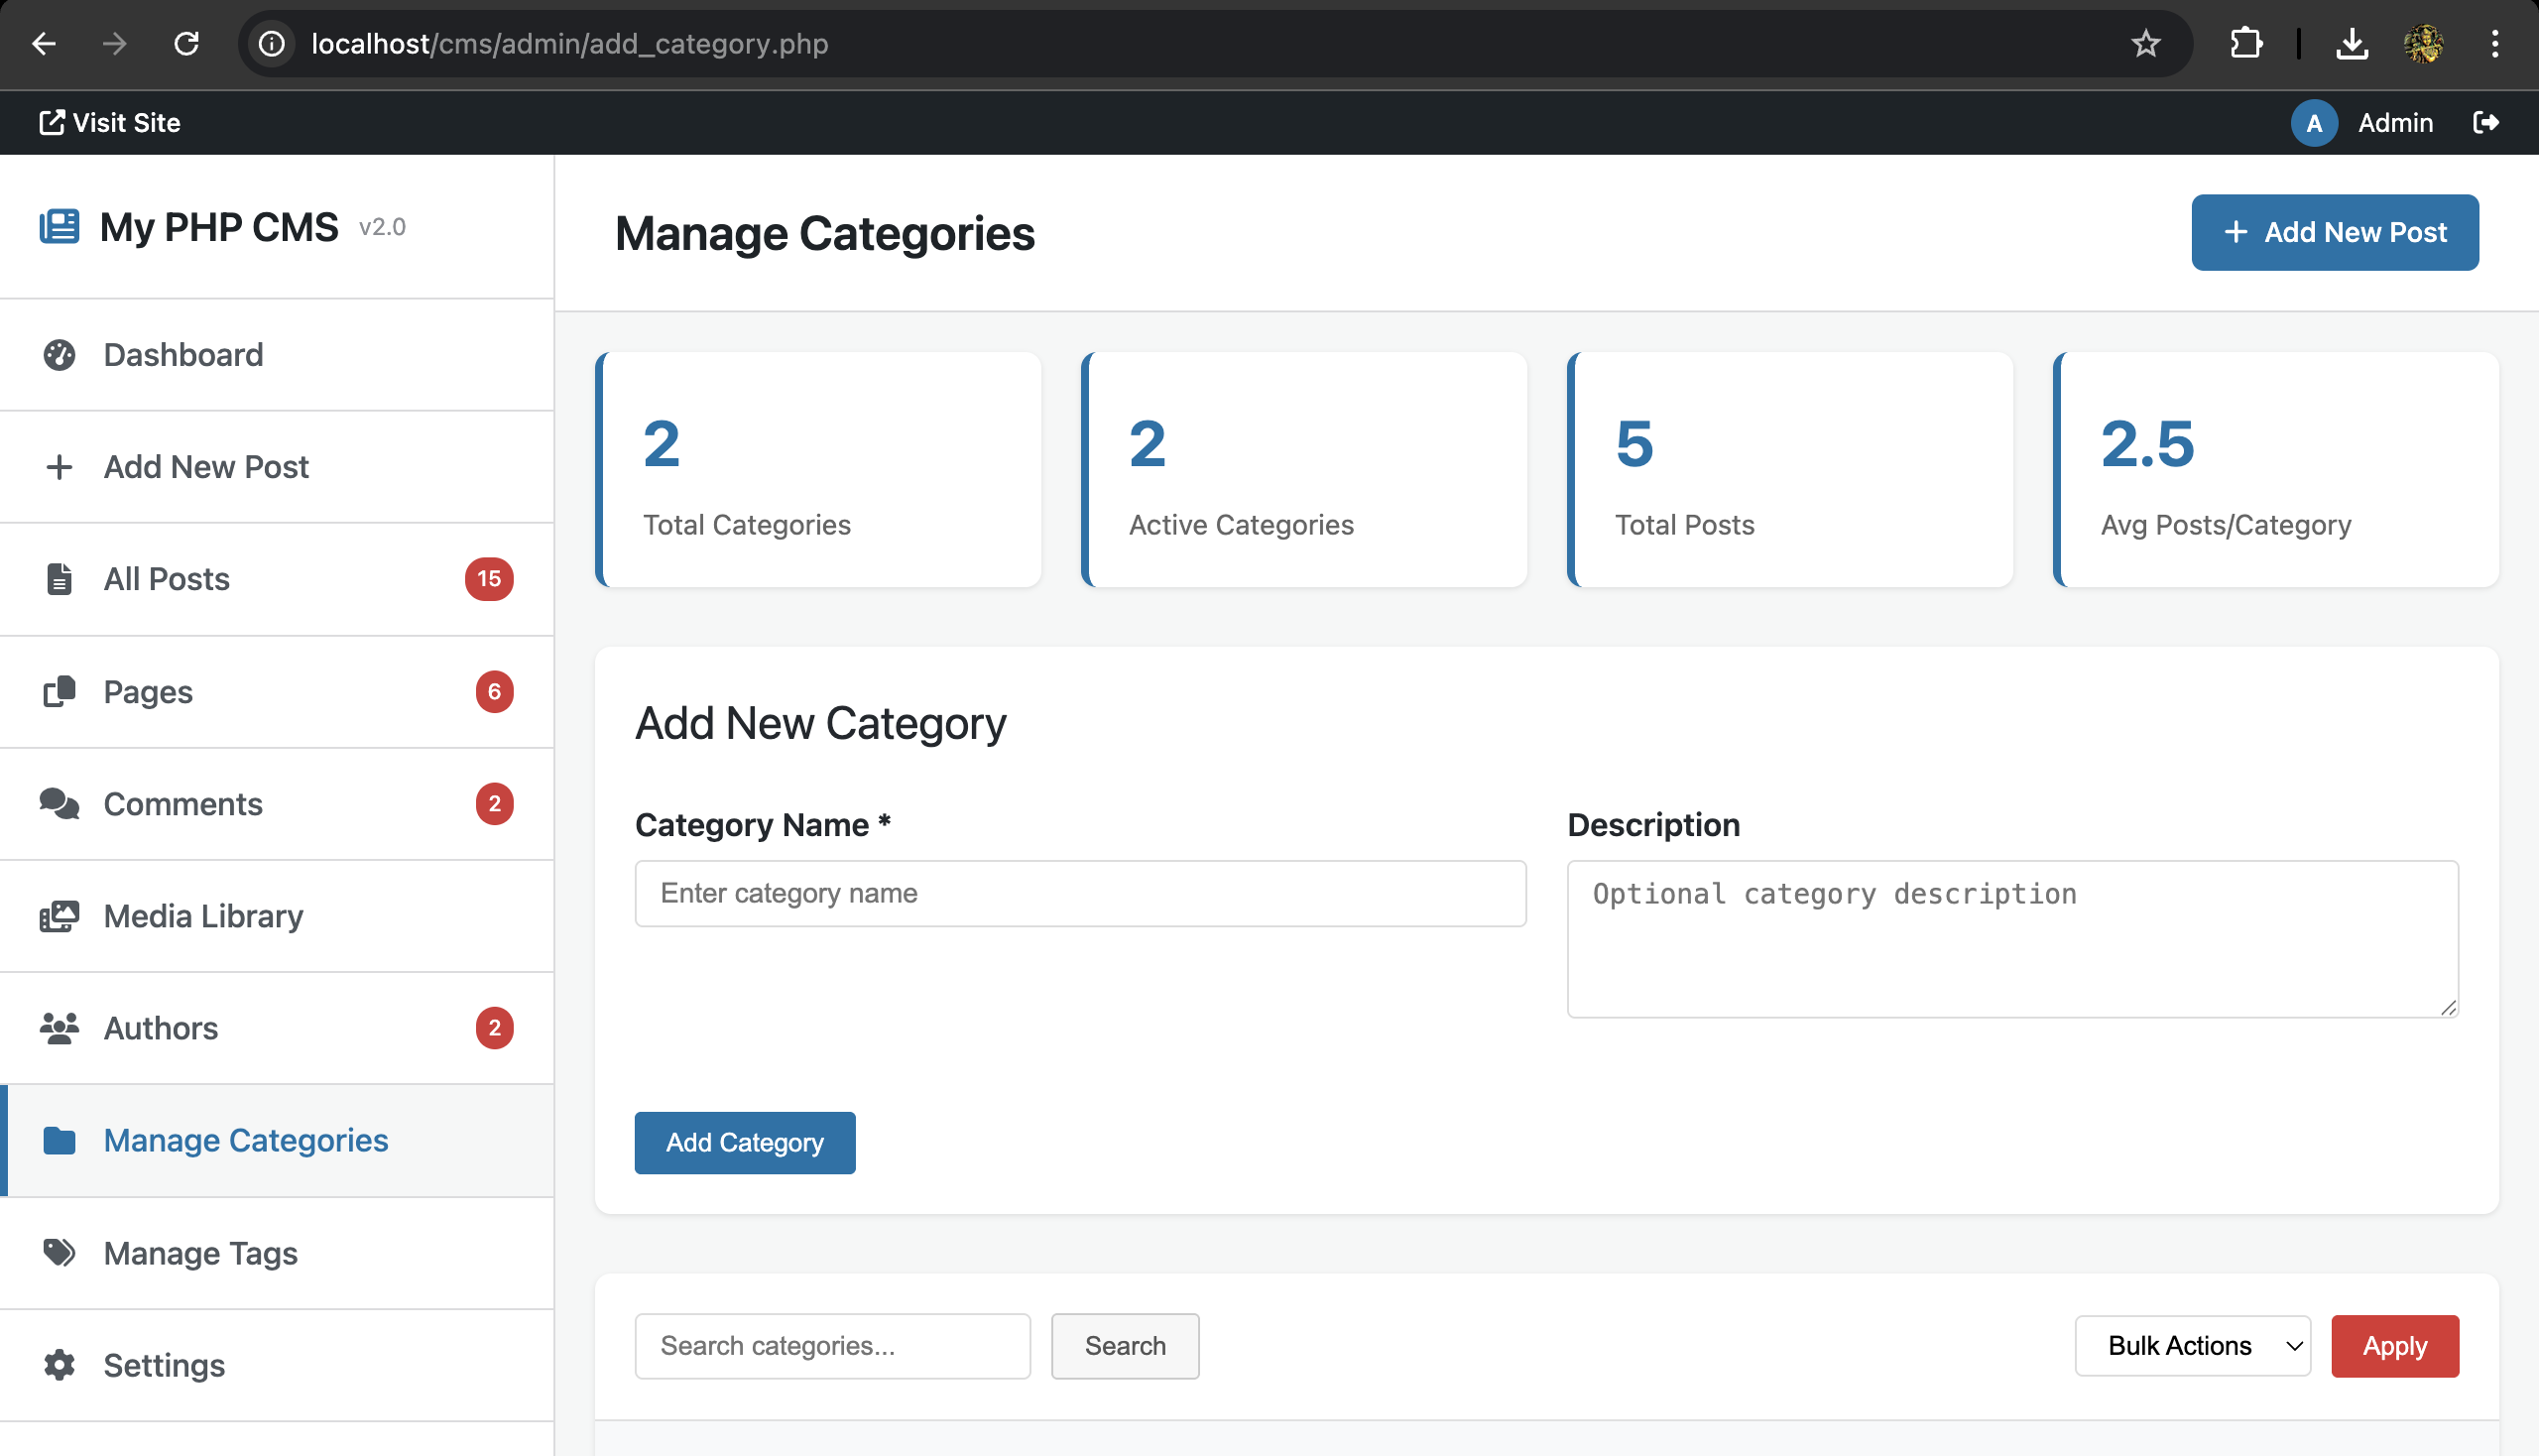 localhost/cms/admin/add_category.php
Visit Site
A Admin
My PHP CMS v2.0
Dashboard
Add New Post
All Posts 15
Pages 6
Comments 2
Media Library
Authors 2
Manage Categories
Manage Tags
Settings
Manage Categories
+ Add New Post
2
Total Categories
2
Active Categories
5
Total Posts
2.5
Avg Posts/Category
Add New Category
Category Name *
Enter category name
Description
Optional category description
Add Category
Search categories...
Search
Bulk Actions
Apply